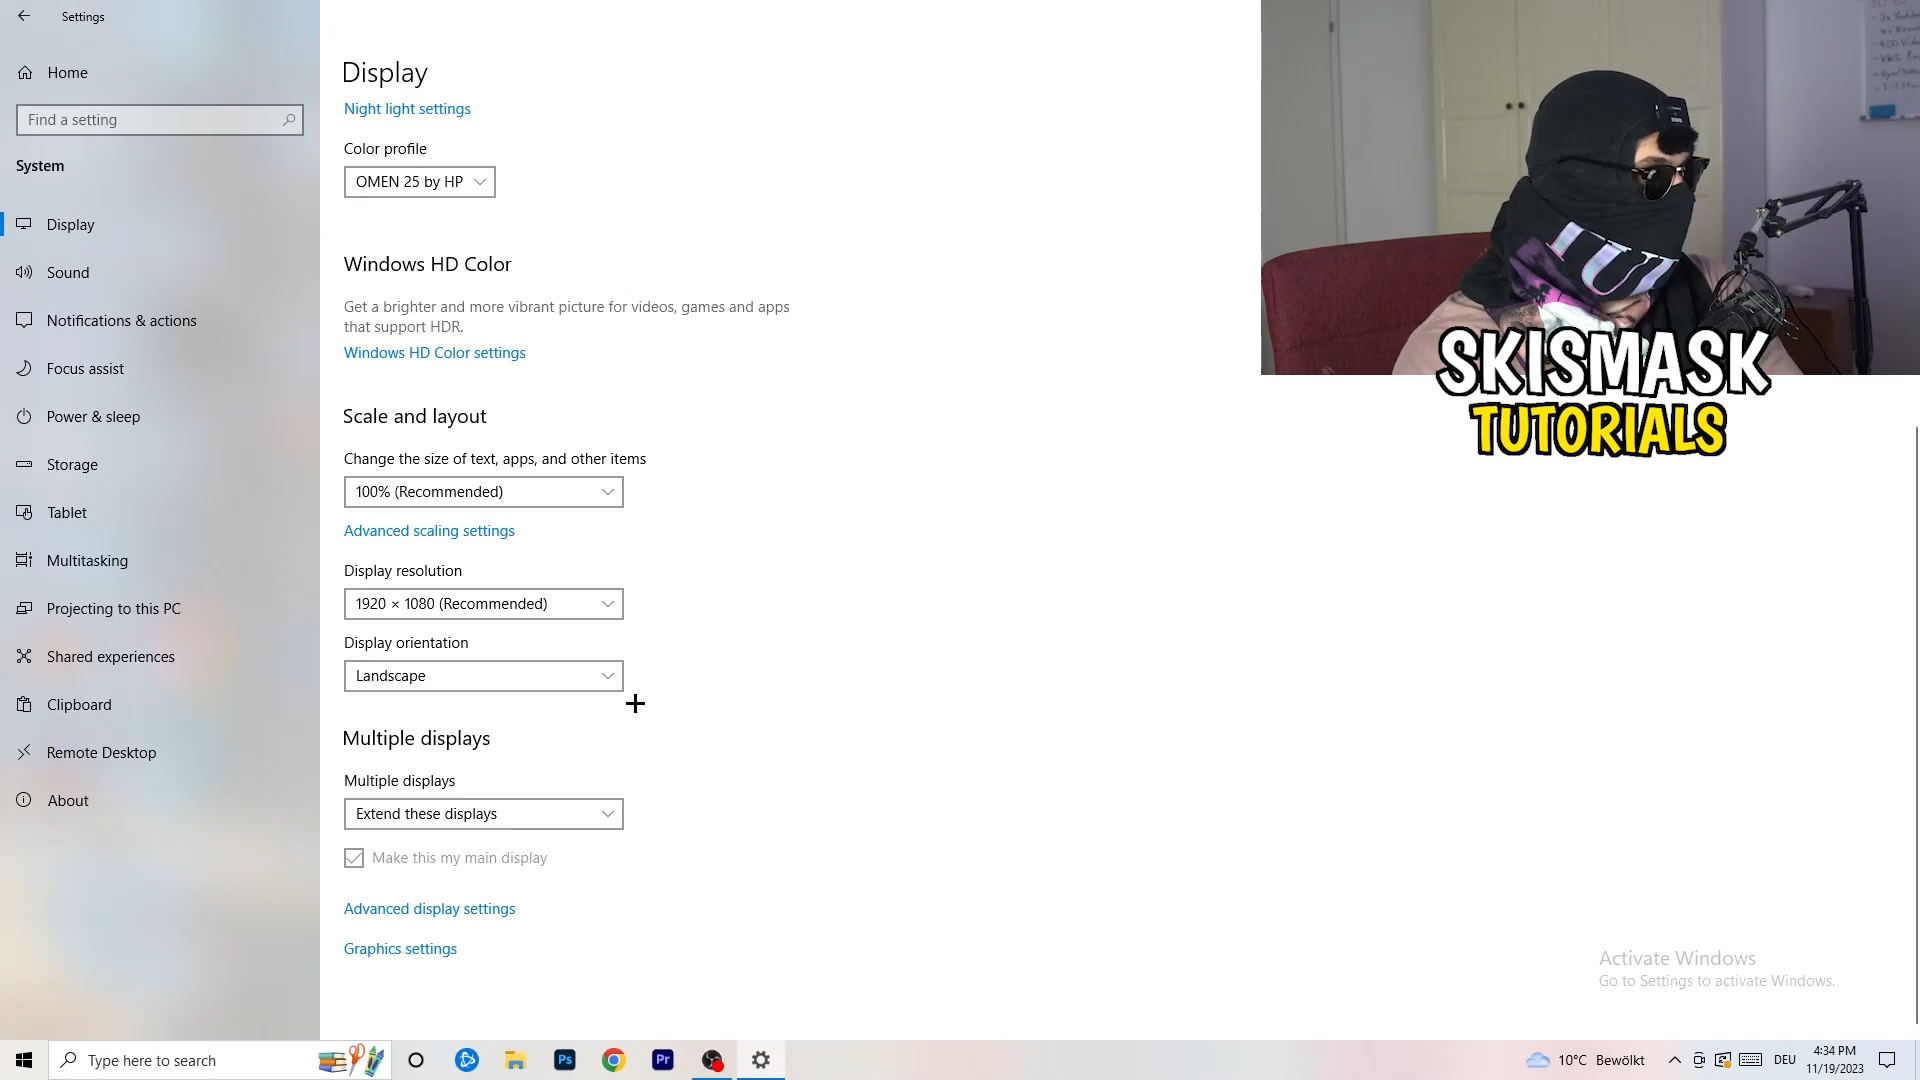 Settings
Home
Find a setting
System
Display
Sound
Notifications & actions
Focus assist
Power & sleep
Storage
Tablet
Multitasking
Projecting to this PC
Shared experiences
Clipboard
Remote Desktop
About
Display
Night light settings
Color profile
OMEN 25 by HP
Windows HD Color
Get a brighter and more vibrant picture for videos, games and apps
that support HDR.
Windows HD Color settings
Scale and layout
Change the size of text, apps, and other items
100% (Recommended)
Advanced scaling settings
Display resolution
1920 × 1080 (Recommended)
Display orientation
Landscape
Multiple displays
Multiple displays
Extend these displays
Make this my main display
Advanced display settings
Graphics settings
SKISMASK
TUTORIALS
Activate Windows
Go to Settings to activate Windows.
Type here to search
Ps
Pr
10°C Bewölkt
DEU
4:34 PM
11/19/2023